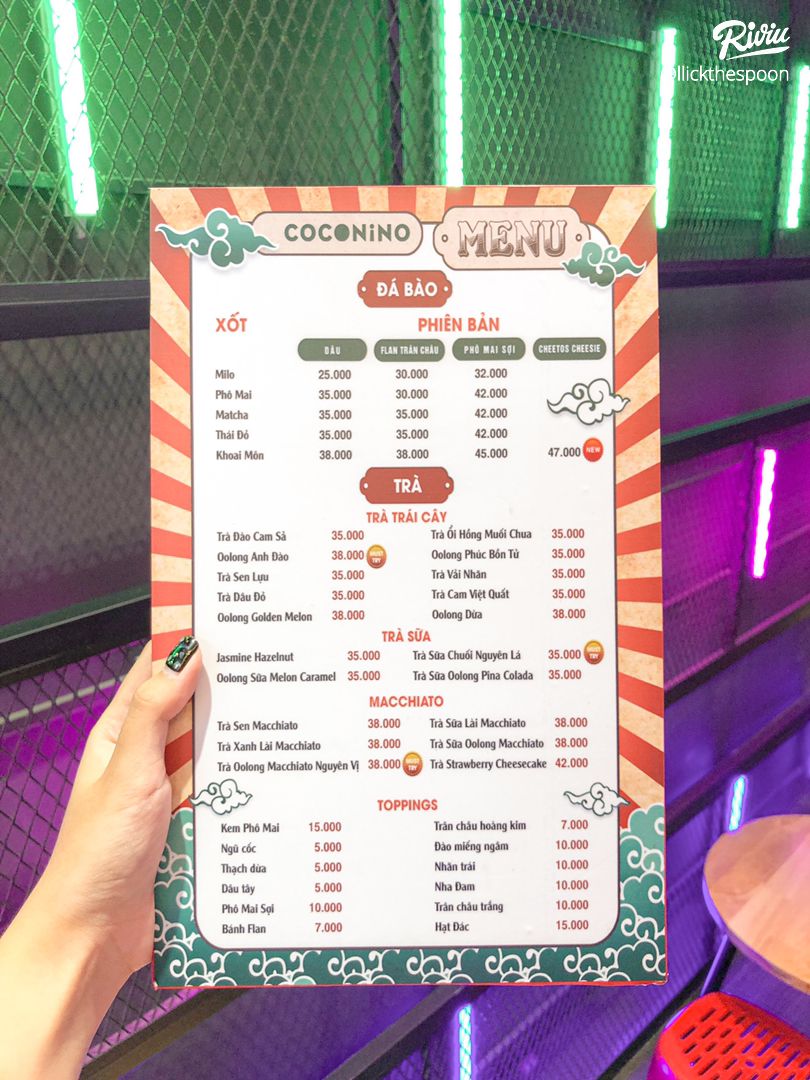 Riviu
@llickthespoon
COCONiNO MENU
ĐÁ BÀO
XỐT PHIÊN BẢN
DÂU FLAN TRÂN CHÂU PHÔ MAI SỢI CHEETOS CHEESIE
Milo 25.000 30.000 32.000
Phô Mai 35.000 30.000 42.000
Matcha 35.000 35.000 42.000
Thái Đỏ 35.000 35.000 42.000
Khoai Môn 38.000 38.000 45.000 47.000 NEW
TRÀ
TRÀ TRÁI CÂY
Trà Đào Cam Sả 35.000 Trà Ổi Hồng Muối Chua 35.000
Oolong Anh Đào 38.000 MUST TRY Oolong Phúc Bồn Tử 35.000
Trà Sen Lựu 35.000 Trà Vải Nhãn 35.000
Trà Dâu Đỏ 35.000 Trà Cam Việt Quất 35.000
Oolong Golden Melon 38.000 Oolong Dừa 38.000
TRÀ SỮA
Jasmine Hazelnut 35.000 Trà Sữa Chuối Nguyên Lá 35.000 MUST TRY
Oolong Sữa Melon Caramel 35.000 Trà Sữa Oolong Pina Colada 35.000
MACCHIATO
Trà Sen Macchiato 38.000 Trà Sữa Lài Macchiato 38.000
Trà Xanh Lài Macchiato 38.000 Trà Sữa Oolong Macchiato 38.000
Trà Oolong Macchiato Nguyên Vị 38.000 MUST TRY Trà Strawberry Cheesecake 42.000
TOPPINGS
Kem Phô Mai 15.000 Trân châu hoàng kim 7.000
Ngũ cốc 5.000 Đào miếng ngâm 10.000
Thạch dừa 5.000 Nhãn trái 10.000
Dâu tây 5.000 Nha Đam 10.000
Phô Mai Sợi 10.000 Trân châu trắng 10.000
Bánh Flan 7.000 Hạt Đác 15.000